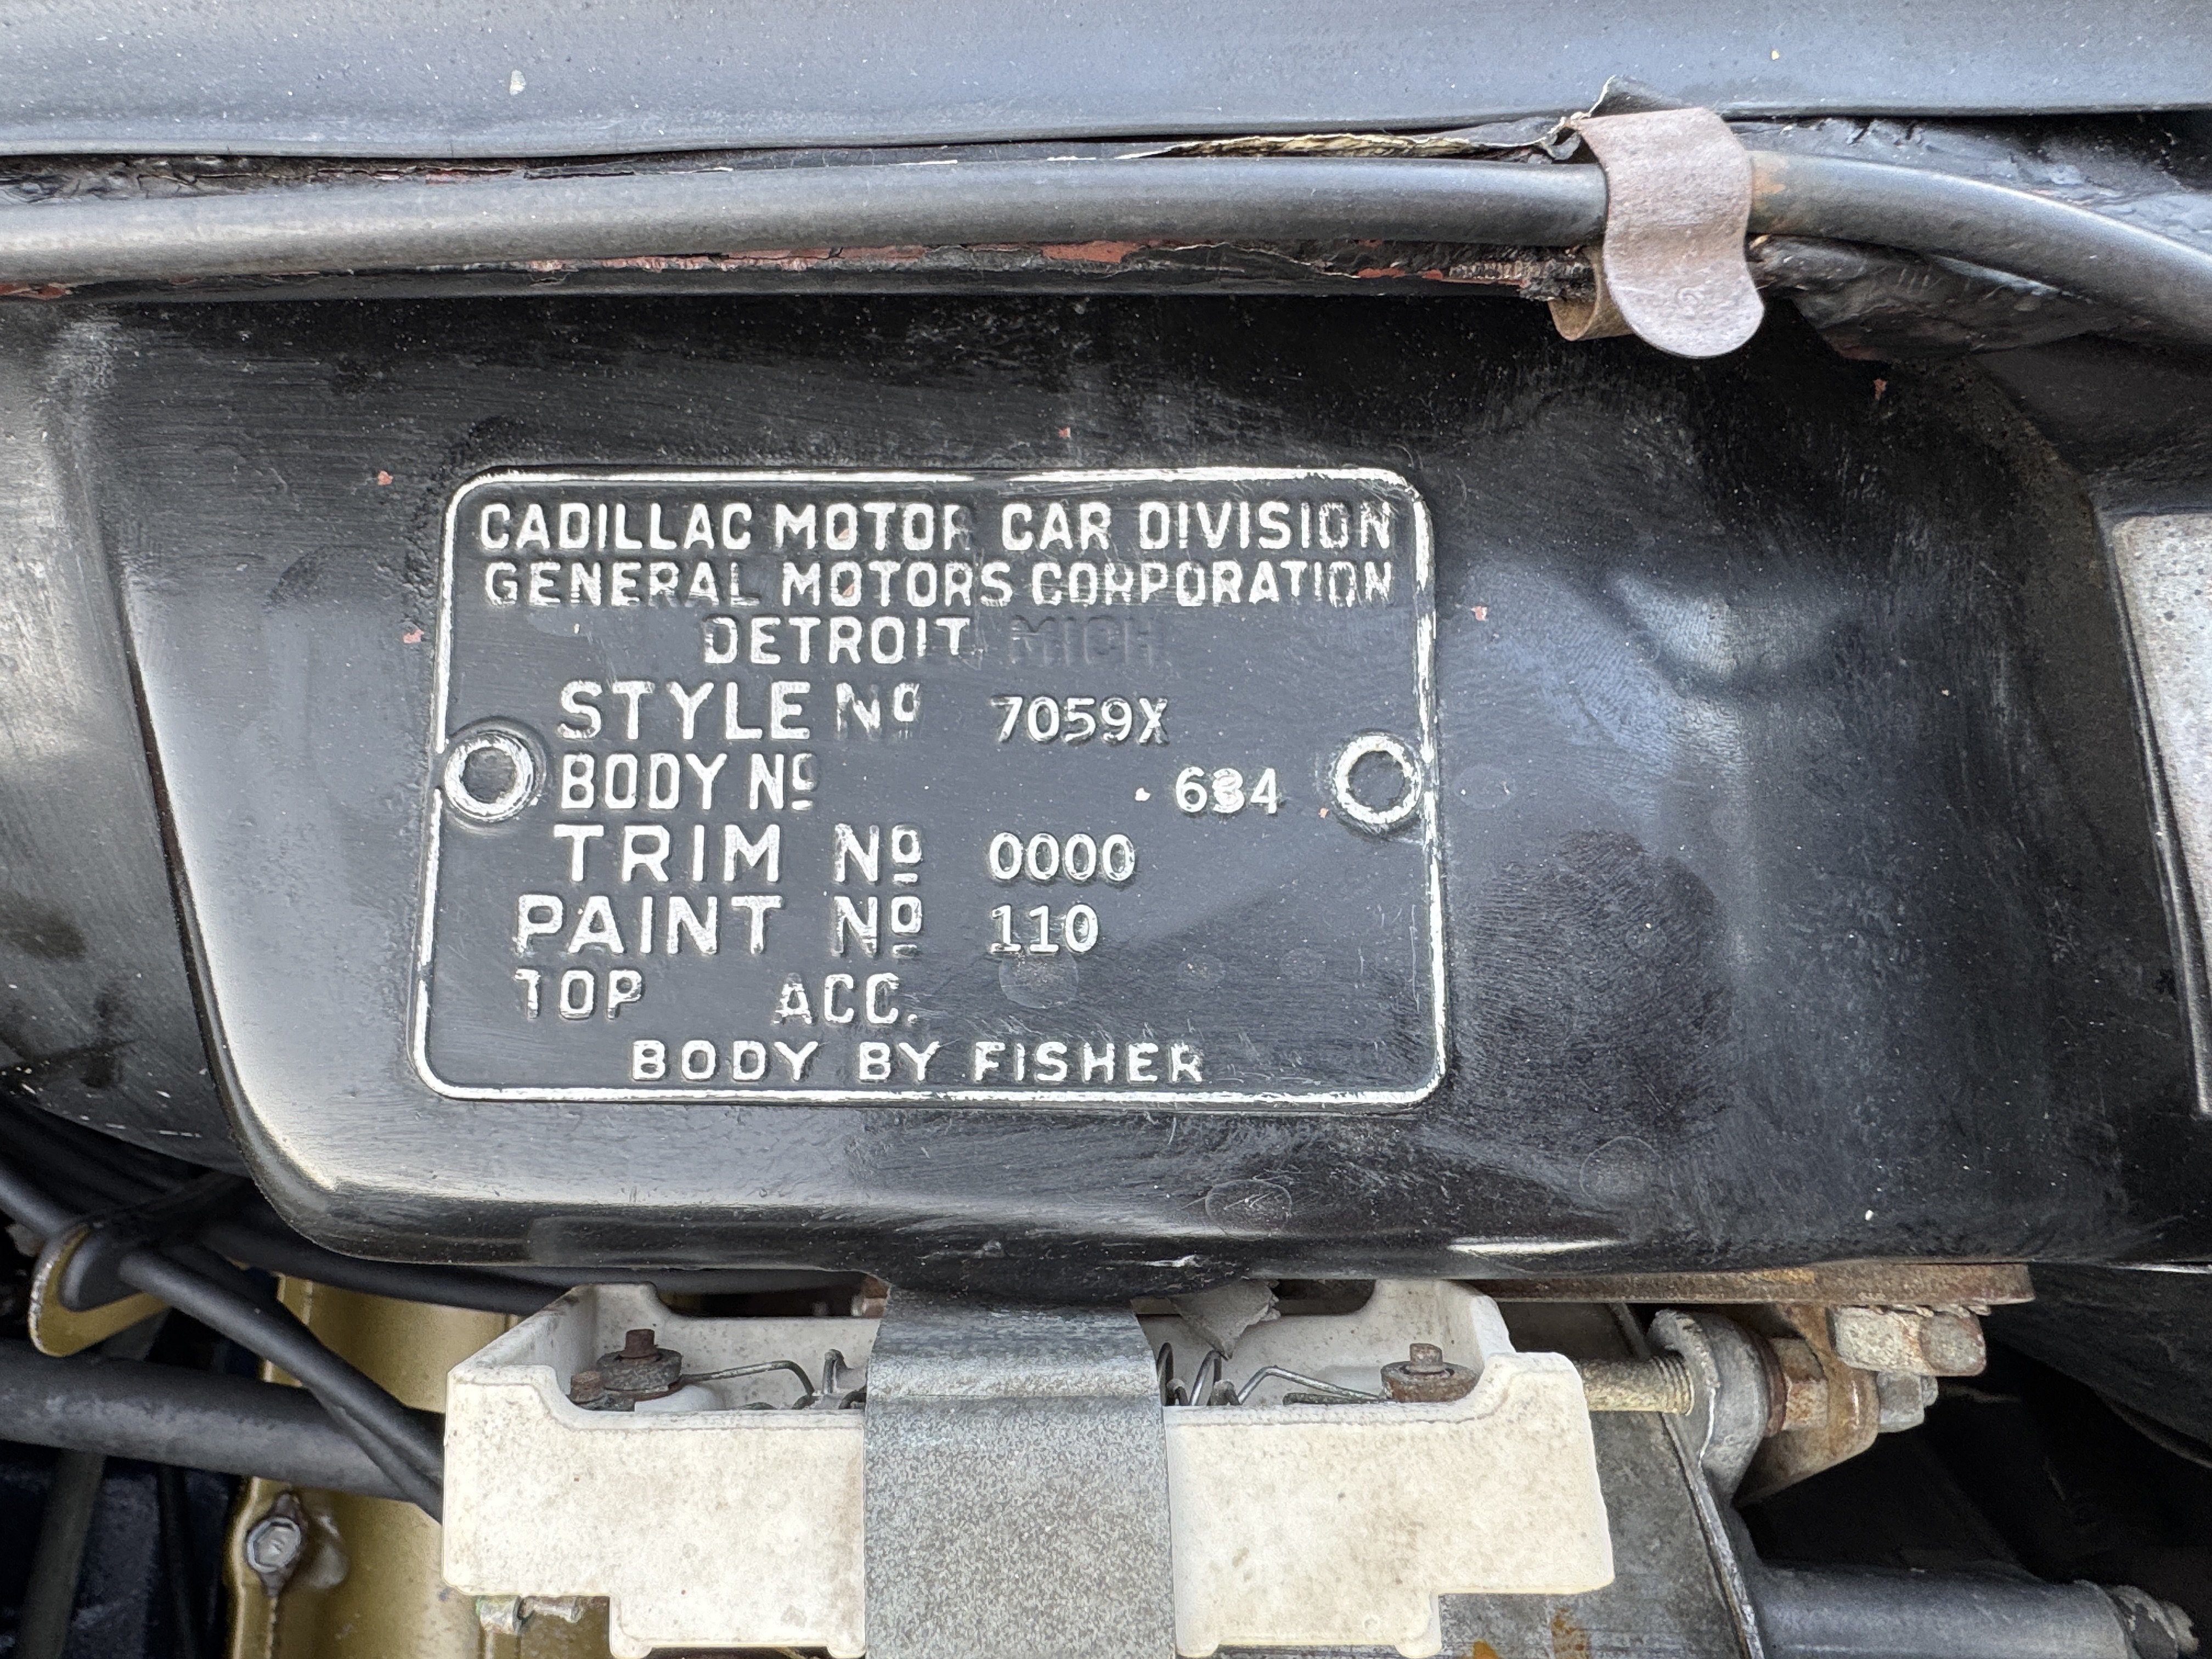 CADILLAC MOTOR CAR DIVISION
GENERAL MOTORS CORPORATION
DETROIT MICH
STYLE Nº 7059X
BODY Nº
TRIM Nº 0000
PAINT Nº 110
TOP ACC.
BODY BY FISHER